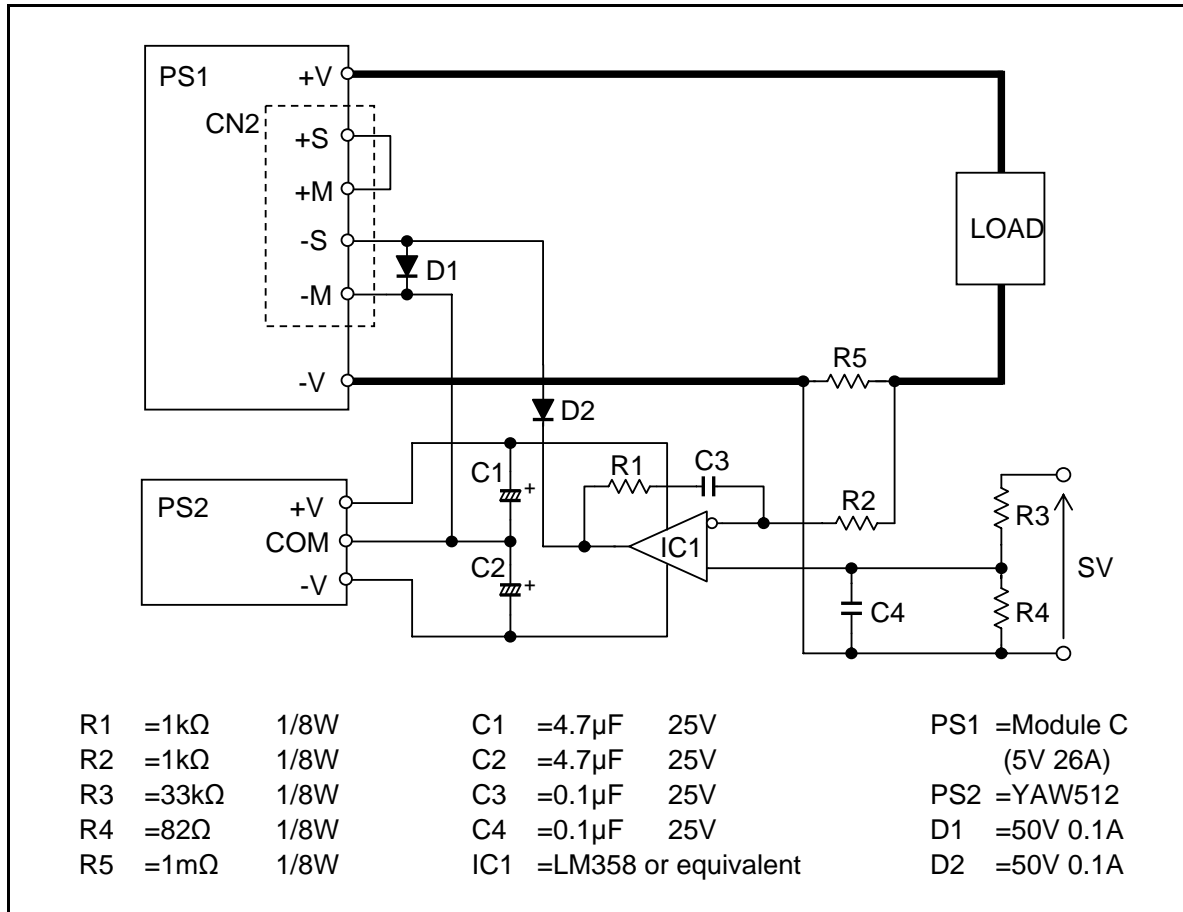 PS1
+V
CN2
+S
+M
-S
-M
-V
D1
LOAD
R5
D2
C1
+
R1
C3
R2
R3
PS2
+V
COM
-V
C2
+
IC1
C4
R4
SV
R1 =1kΩ 1/8W C1 =4.7µF 25V PS1 =Module C
R2 =1kΩ 1/8W C2 =4.7µF 25V (5V 26A)
R3 =33kΩ 1/8W C3 =0.1µF 25V PS2 =YAW512
R4 =82Ω 1/8W C4 =0.1µF 25V D1 =50V 0.1A
R5 =1mΩ 1/8W IC1 =LM358 or equivalent D2 =50V 0.1A